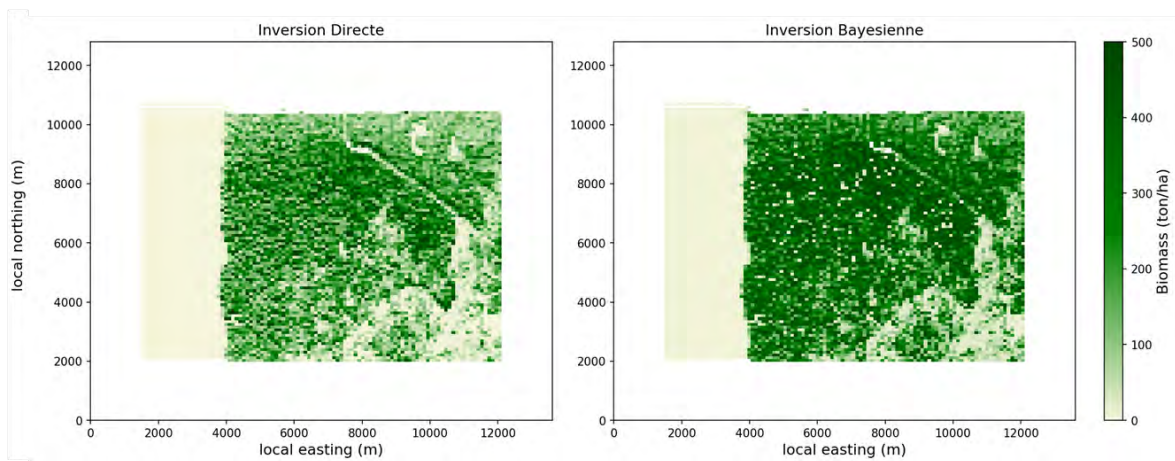 Inversion Directe
12000
10000
8000
6000
4000
2000
0
0 2000 4000 6000 8000 10000 12000
local easting (m)
local northing (m)
Inversion Bayesienne
12000
10000
8000
6000
4000
2000
0
0 2000 4000 6000 8000 10000 12000
local easting (m)
500
400
300
200
100
0
Biomass (ton/ha)